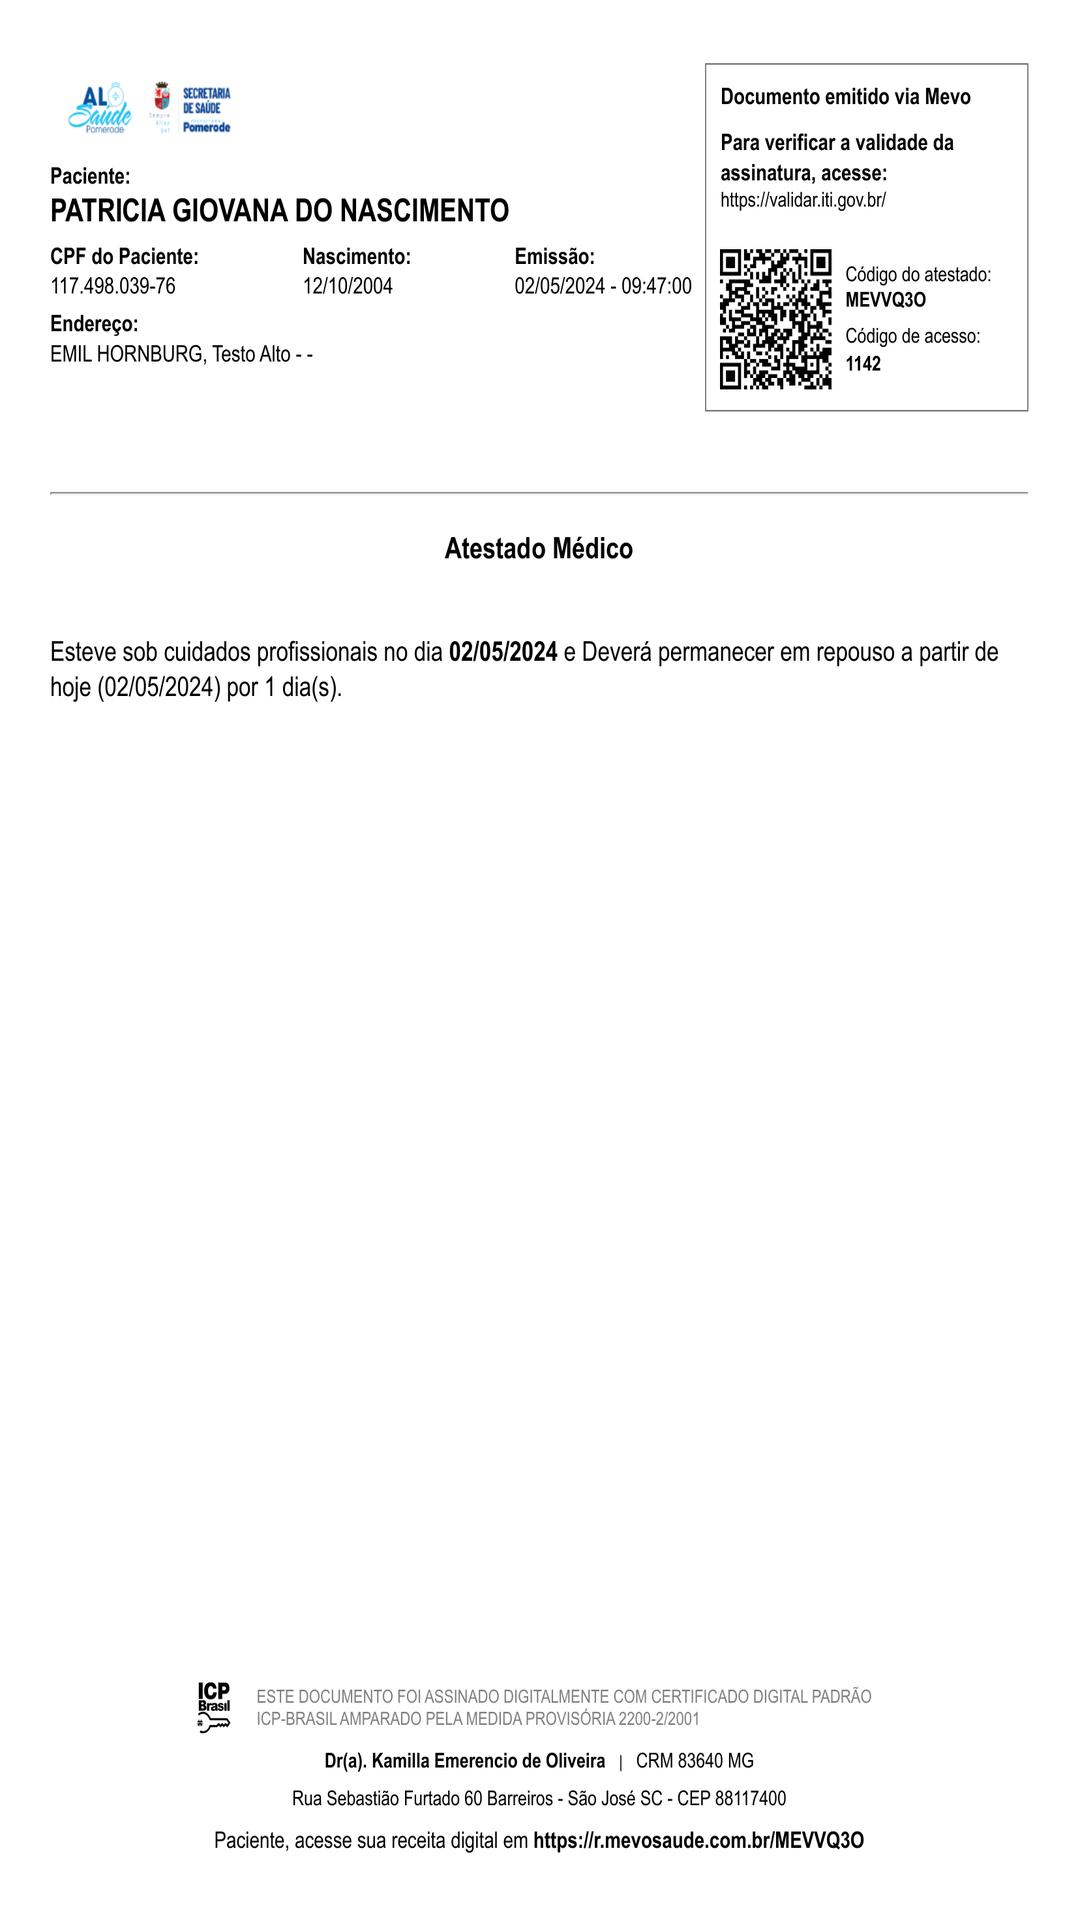 AL
Saude
Pomerode
SECRETARIA
DE SAÚDE
Pomerode
Documento emitido via Mevo
Para verificar a validade da
assinatura, acesse:
https://validar.iti.gov.br/
Paciente:
PATRICIA GIOVANA DO NASCIMENTO
CPF do Paciente: Nascimento: Emissão:
117.498.039-76 12/10/2004 02/05/2024 - 09:47:00
Endereço:
EMIL HORNBURG, Testo Alto - -
Código do atestado:
MEVVQ3O
Código de acesso:
1142
Atestado Médico
Esteve sob cuidados profissionais no dia 02/05/2024 e Deverá permanecer em repouso a partir de
hoje (02/05/2024) por 1 dia(s).
ICP
Brasil
ESTE DOCUMENTO FOI ASSINADO DIGITALMENTE COM CERTIFICADO DIGITAL PADRÃO
ICP-BRASIL AMPARADO PELA MEDIDA PROVISÓRIA 2200-2/2001
Dr(a). Kamilla Emerencio de Oliveira | CRM 83640 MG
Rua Sebastião Furtado 60 Barreiros - São José SC - CEP 88117400
Paciente, acesse sua receita digital em https://r.mevosaude.com.br/MEVVQ3O